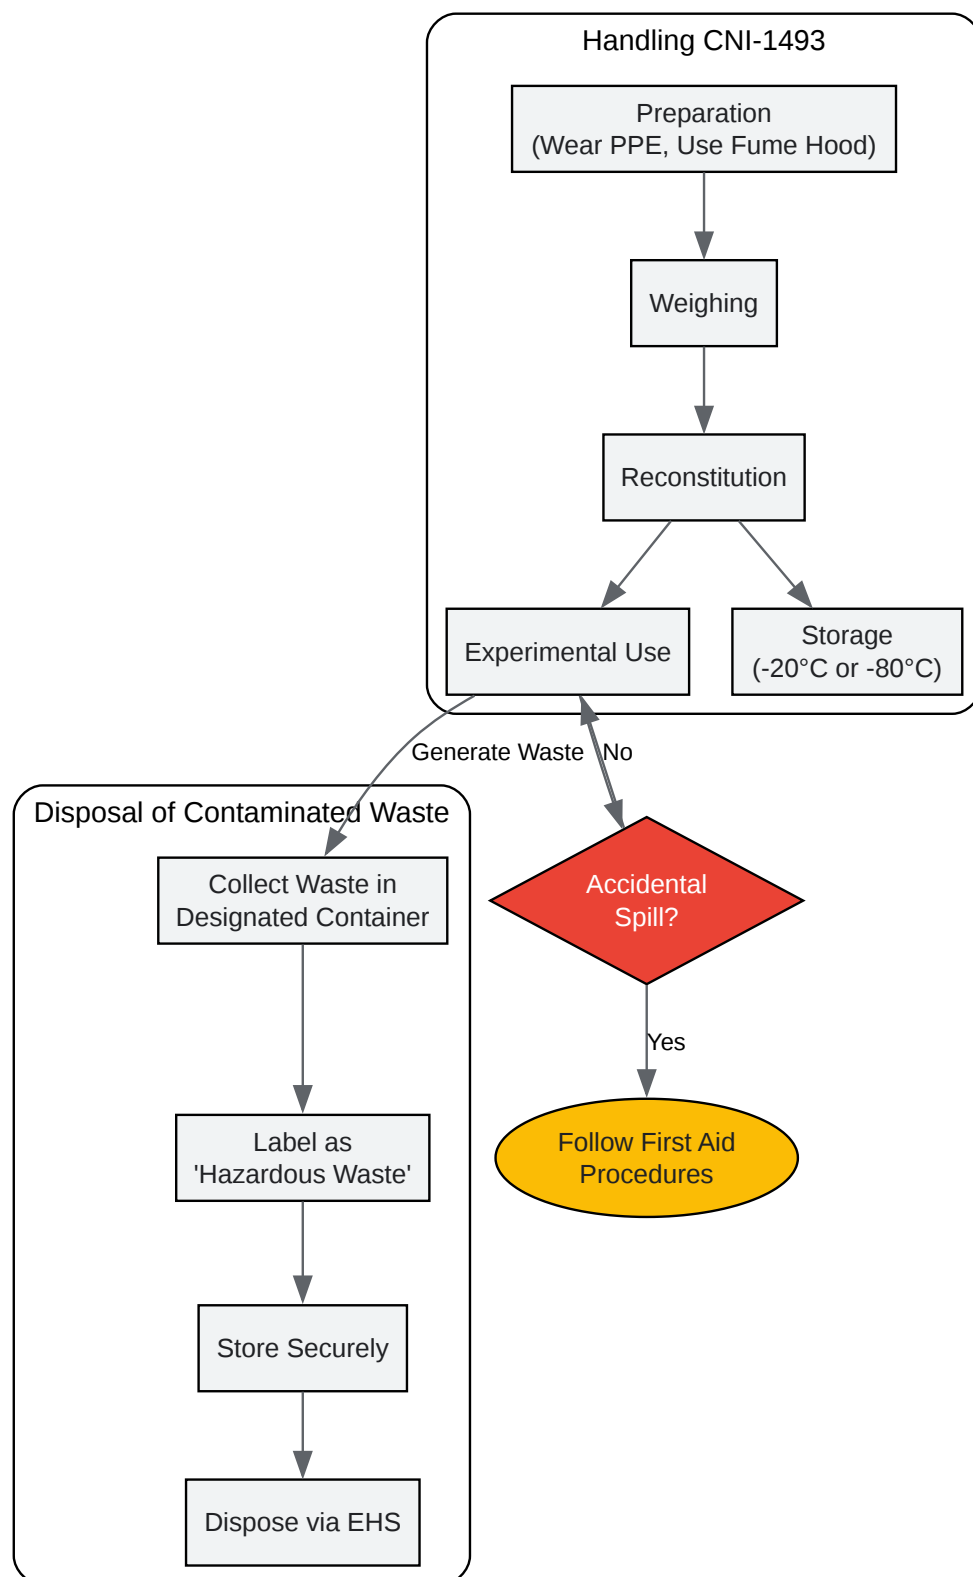 Handling CNI-1493
Preparation
(Wear PPE, Use Fume Hood)
Weighing
Reconstitution
Experimental Use
Storage
(-20°C or -80°C)
Generate Waste
No
Disposal of Contaminated Waste
Collect Waste in
Designated Container
Accidental
Spill?
Yes
Label as
'Hazardous Waste'
Follow First Aid
Procedures
Store Securely
Dispose via EHS